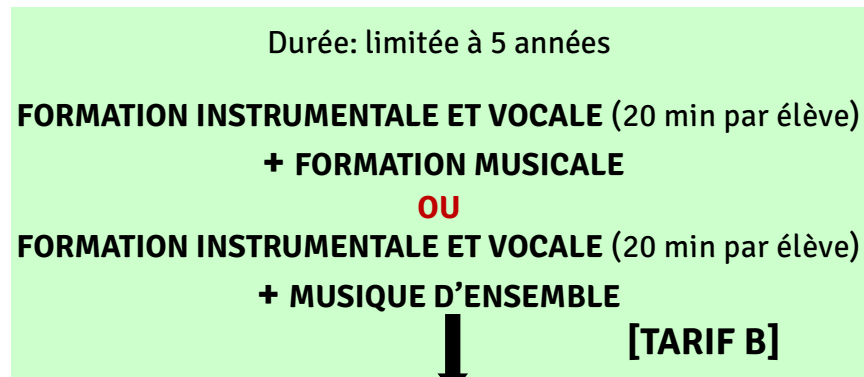 Durée: limitée à 5 années
FORMATION INSTRUMENTALE ET VOCALE (20 min par élève)
+ FORMATION MUSICALE
OU
FORMATION INSTRUMENTALE ET VOCALE (20 min par élève)
+ MUSIQUE D’ENSEMBLE
[TARIF B]